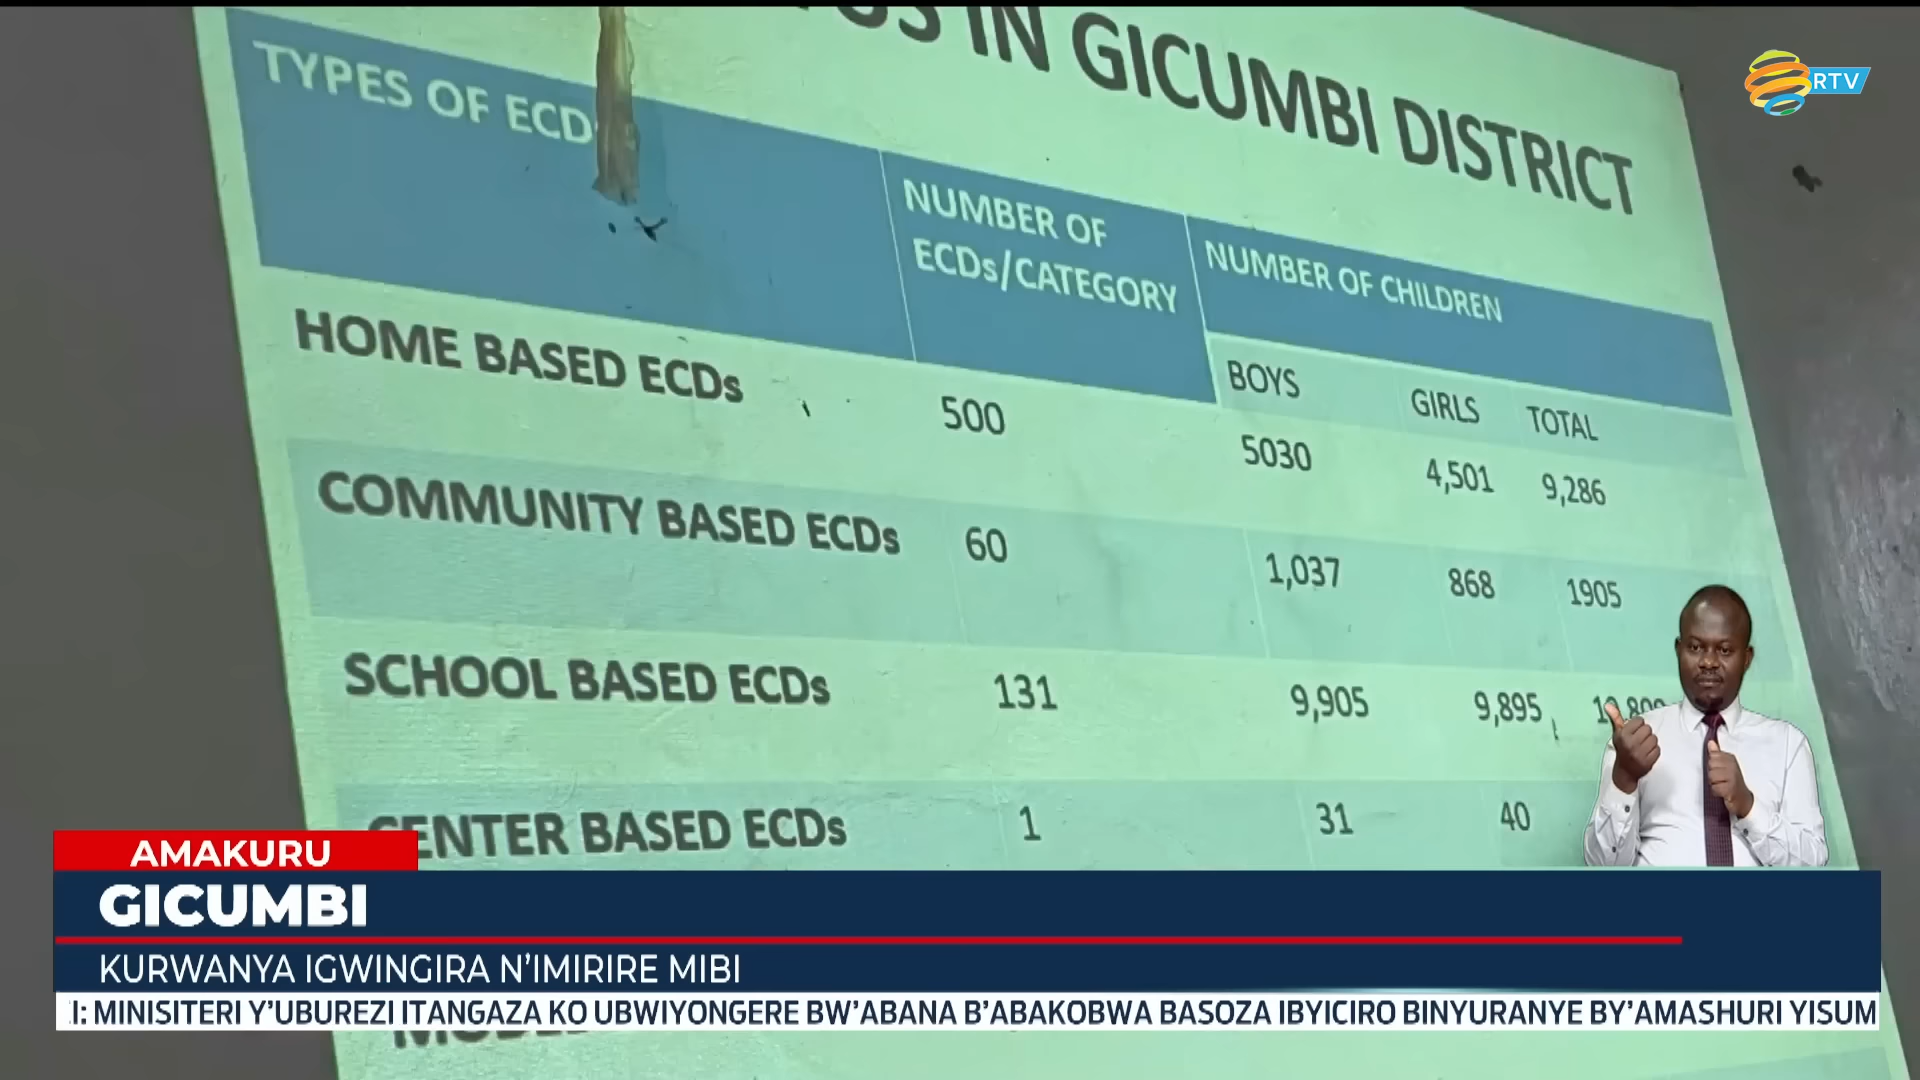 IN GICUMBI DISTRICT
RTV
TYPES OF ECD
NUMBER OF
ECDs/CATEGORY
NUMBER OF CHILDREN
BOYS GIRLS TOTAL
HOME BASED ECDs 500 5030 4,501 9,286
COMMUNITY BASED ECDs 60 1,037 868 1905
SCHOOL BASED ECDs 131 9,905 9,895
CENTER BASED ECDs 1 31 40
AMAKURU
GICUMBI
KURWANYA IGWINGIRA N'IMIRIRE MIBI
I: MINISITERI Y'UBUREZI ITANGAZA KO UBWIYONGERE BW'ABANA B'ABAKOBWA BASOZA IBYICIRO BINYURANYE BY'AMASHURI YISUM